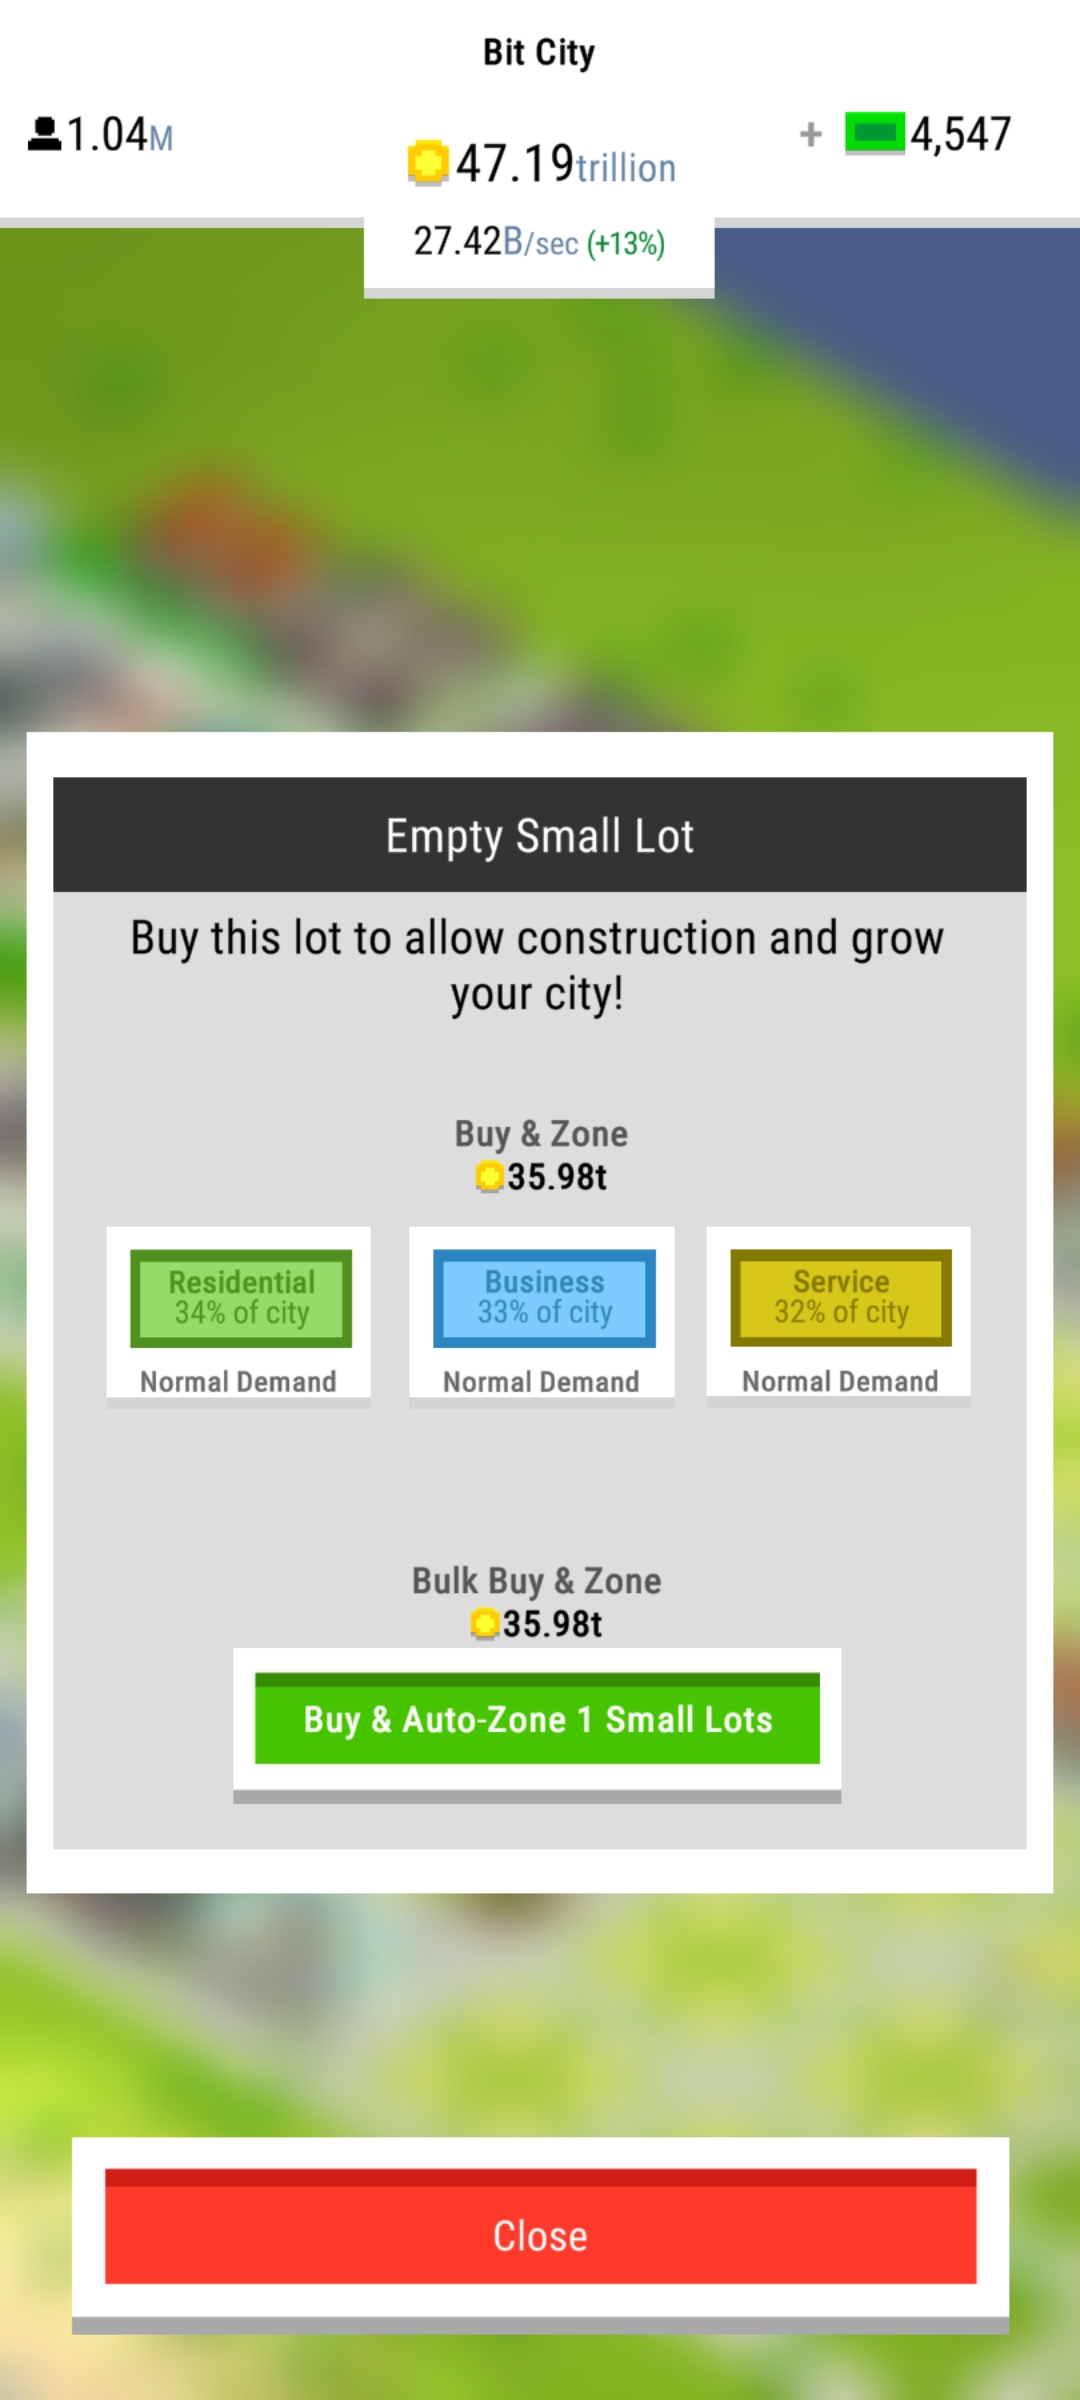 Bit City
1.04M
47.19trillion
+ 4,547
27.42B/sec (+13%)
Empty Small Lot
Buy this lot to allow construction and grow
your city!
Buy & Zone
35.98t
Residential
34% of city
Normal Demand
Business
33% of city
Normal Demand
Service
32% of city
Normal Demand
Bulk Buy & Zone
35.98t
Buy & Auto-Zone 1 Small Lots
Close